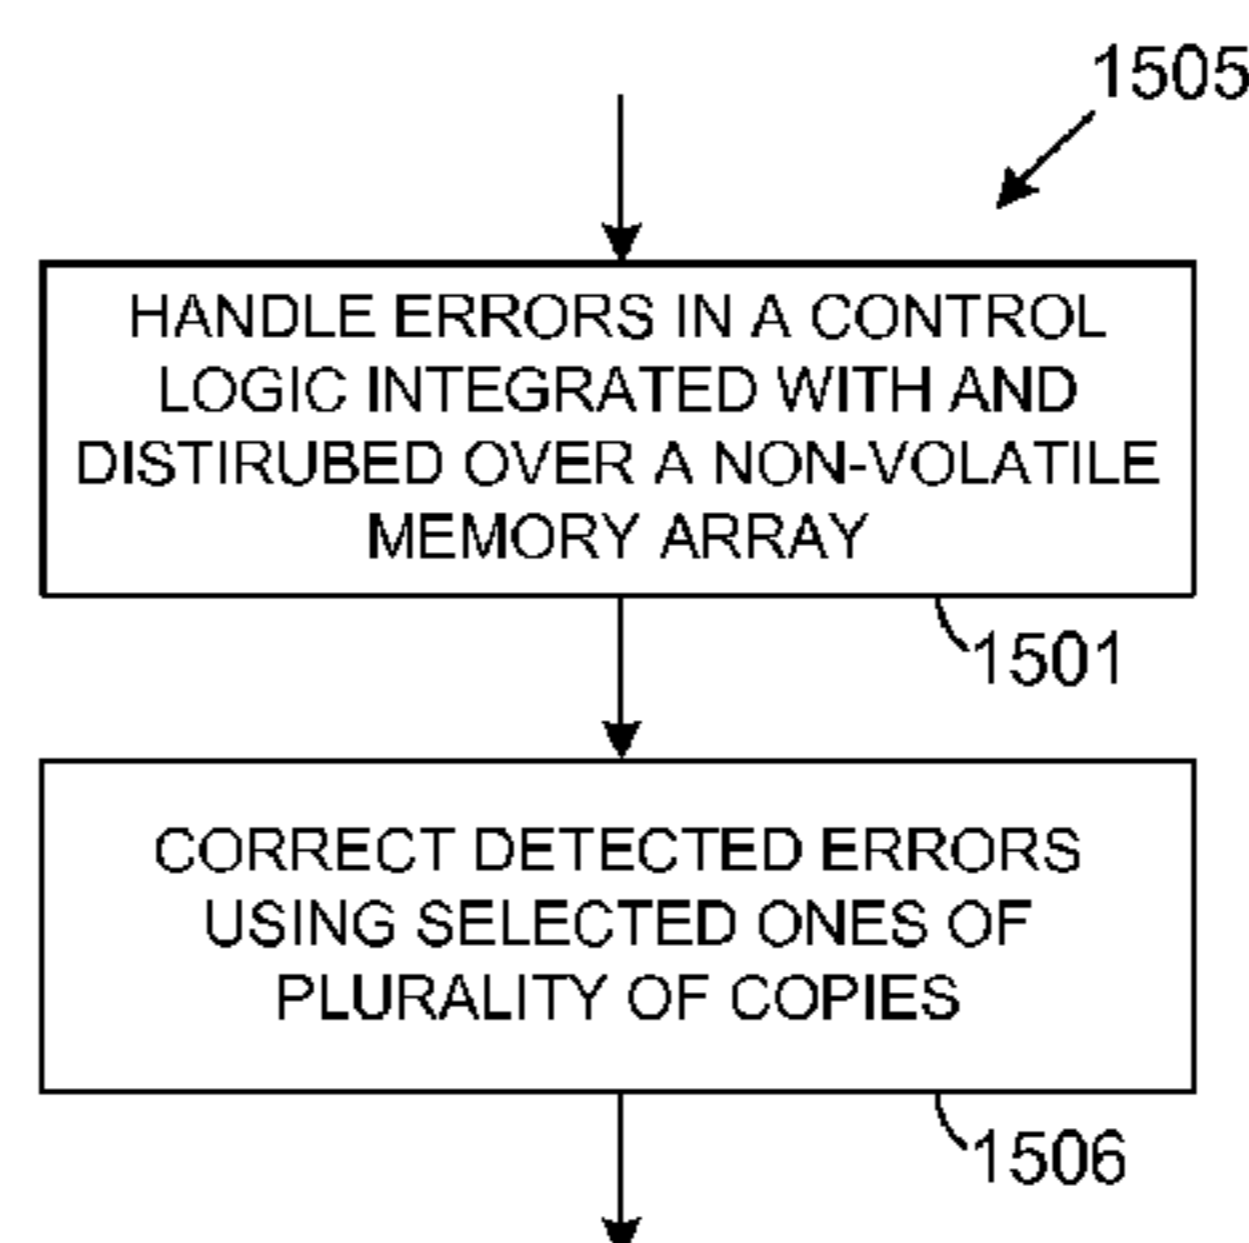 1505
HANDLE ERRORS IN A CONTROL
LOGIC INTEGRATED WITH AND
DISTIRUBED OVER A NON-VOLATILE
MEMORY ARRAY
1501
CORRECT DETECTED ERRORS
USING SELECTED ONES OF
PLURALITY OF COPIES
1506